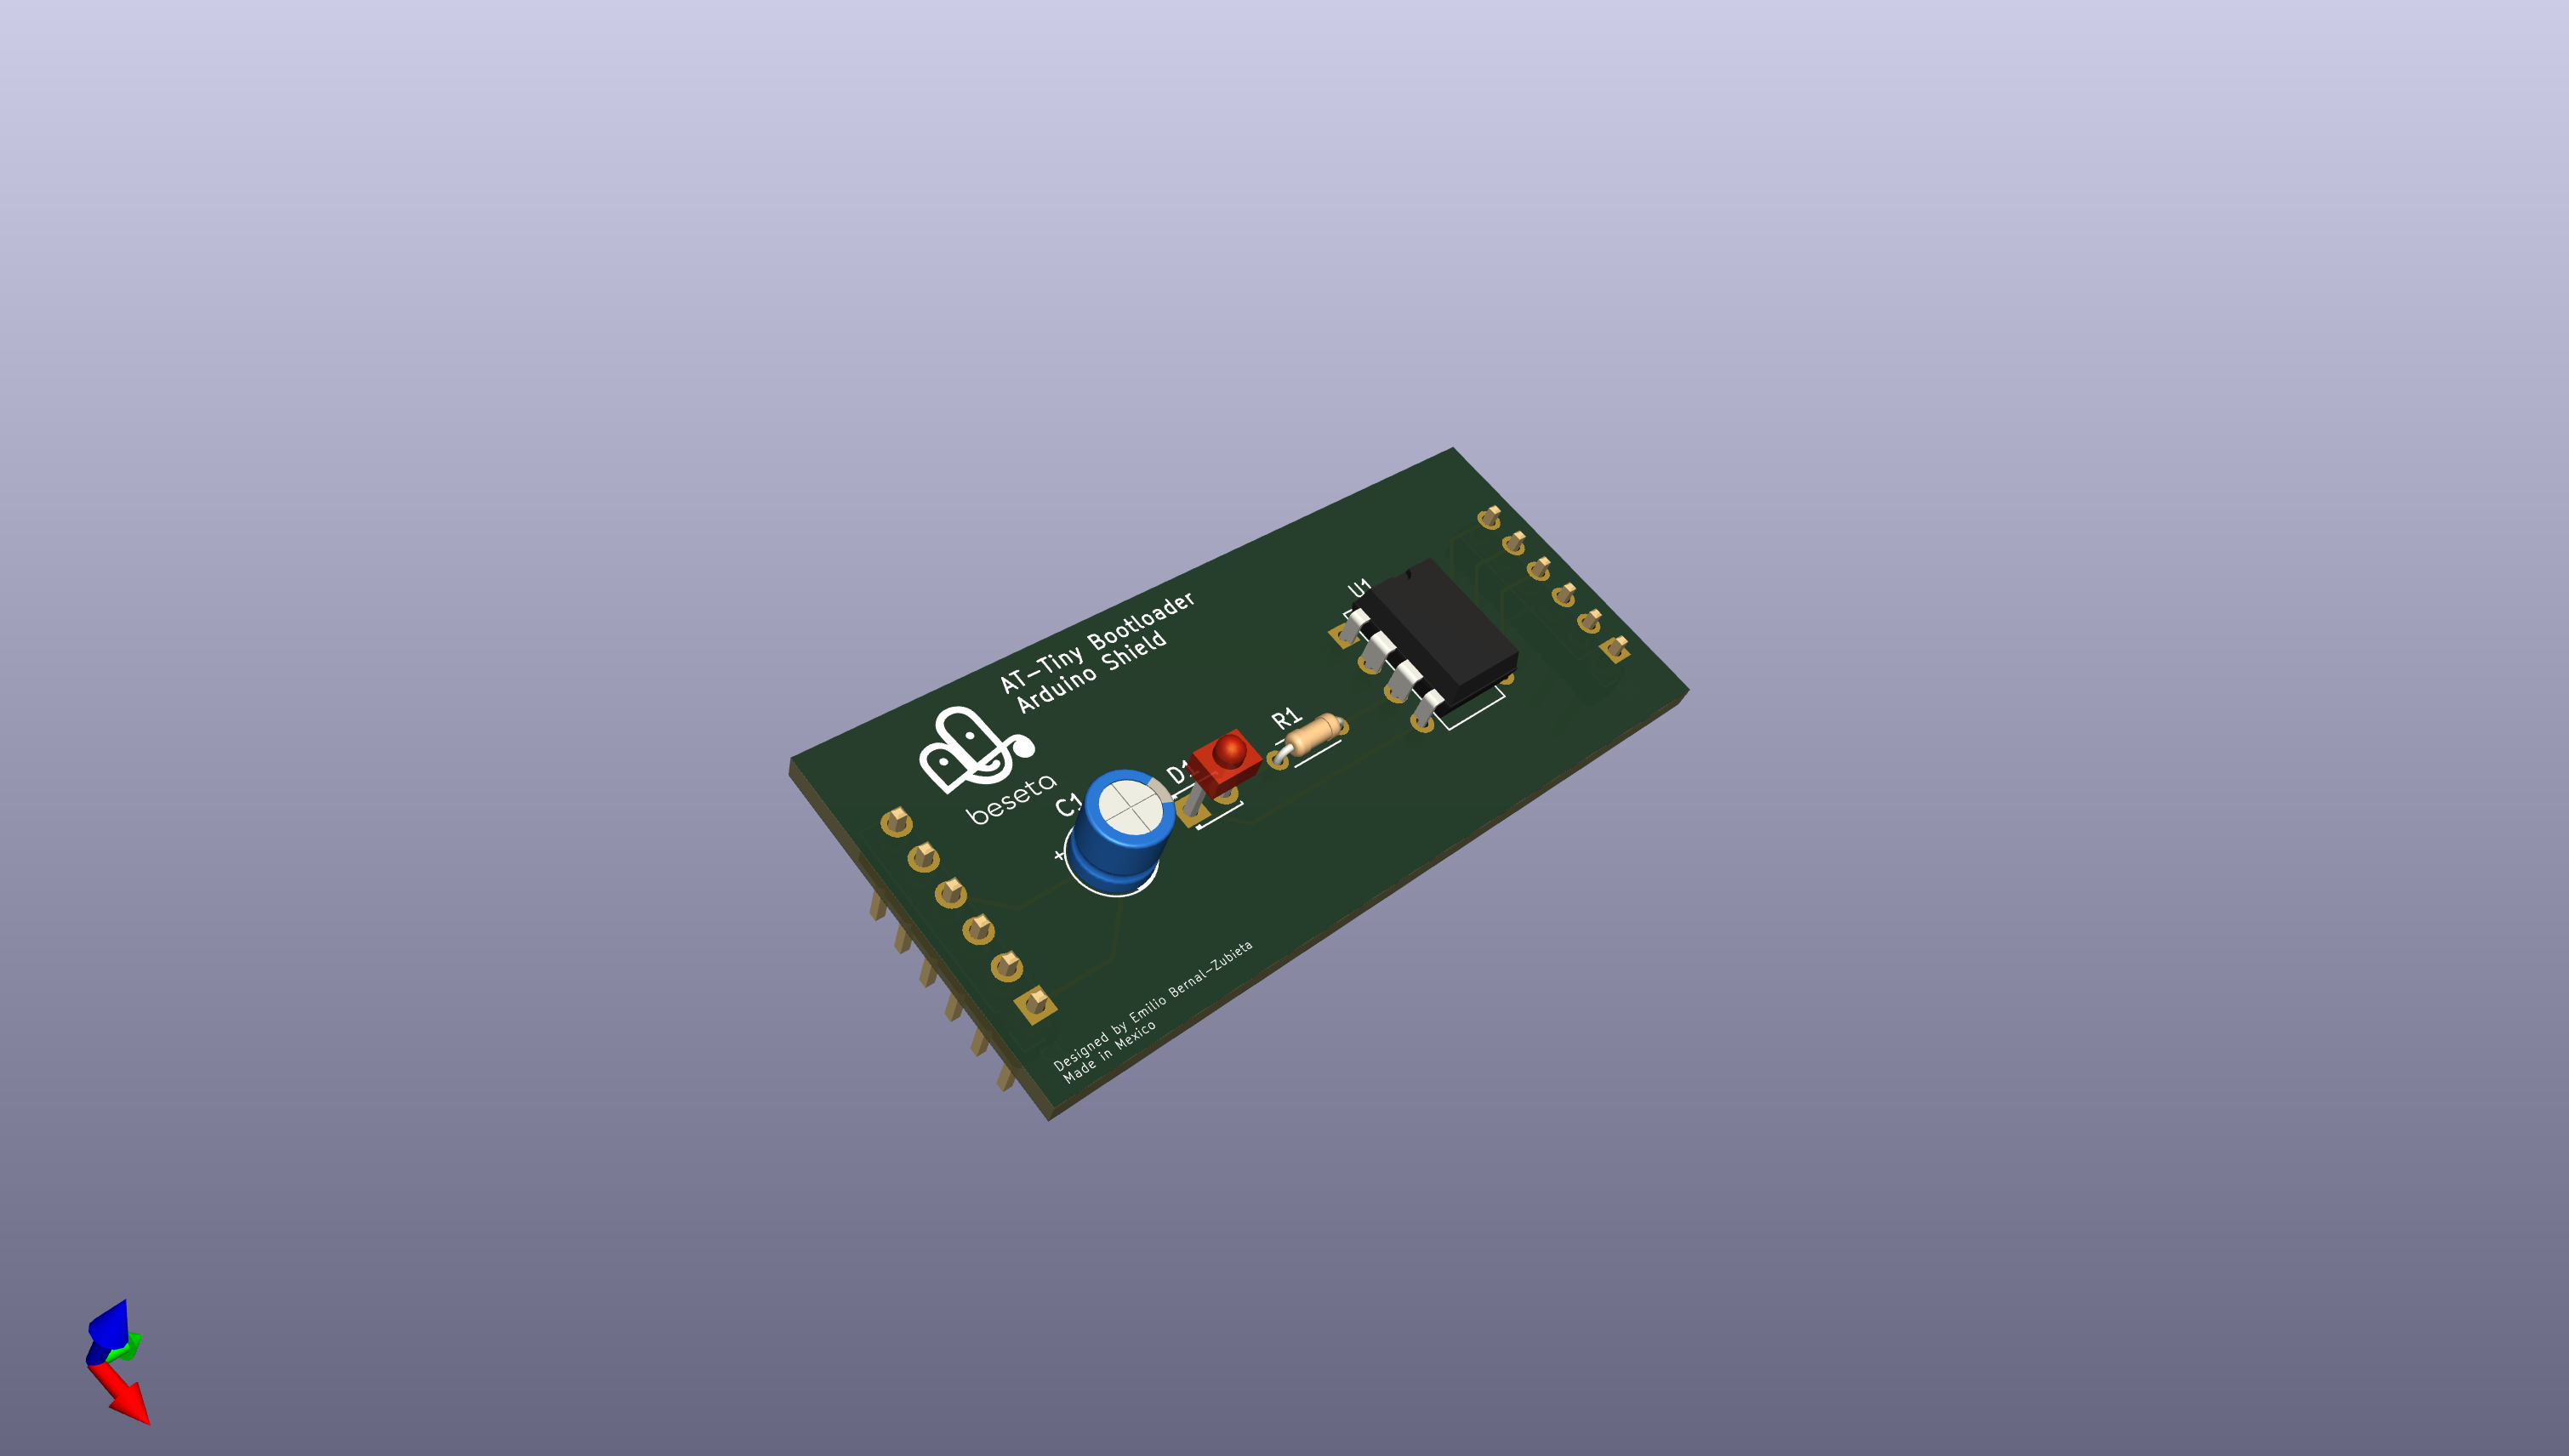 AT-Tiny Bootloader
Arduino Shield
beseta
U1
R1
D1
C1
+
Designed by Emilio Bernal-Zubieta
Made in Mexico